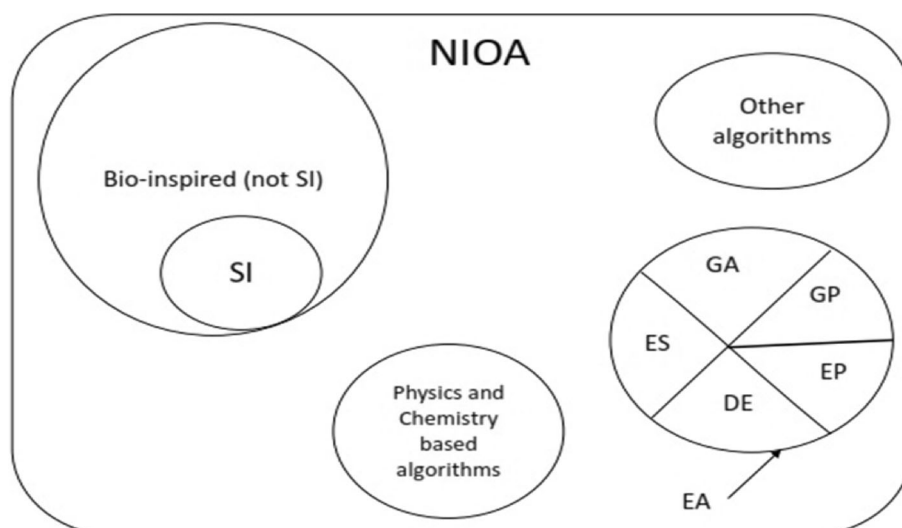 NIOA
Other
algorithms
Bio-inspired (not SI)
SI
GA
GP
ES
EP
DE
Physics and
Chemistry
based
algorithms
EA